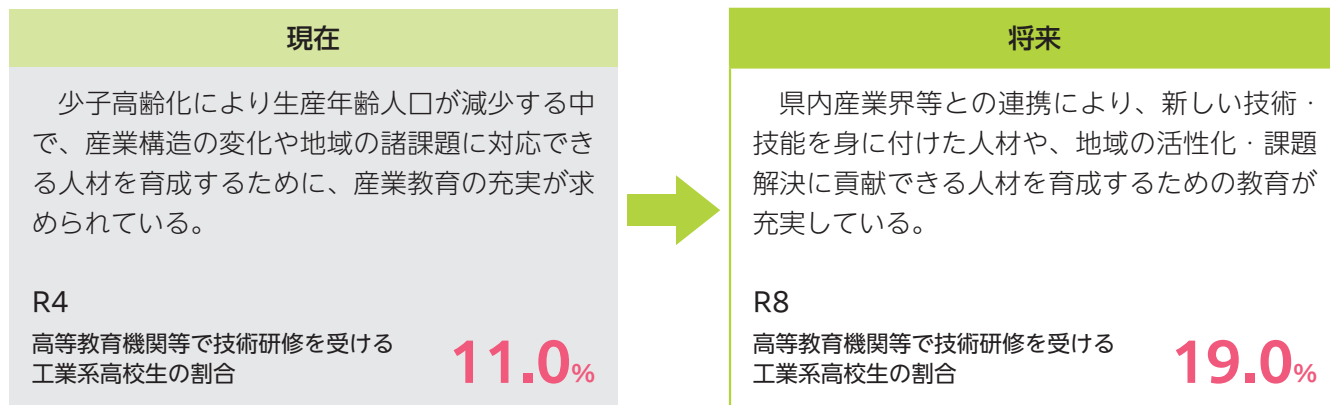 現在
少子高齢化により生産年齢人口が減少する中
で、産業構造の変化や地域の諸課題に対応でき
る人材を育成するために、産業教育の充実が求
められている。
R4
高等教育機関等で技術研修を受ける
工業系高校生の割合
11.0%
将来
県内産業界等との連携により、新しい技術・
技能を身に付けた人材や、地域の活性化・課題
解決に貢献できる人材を育成するための教育が
充実している。
R8
高等教育機関等で技術研修を受ける
工業系高校生の割合
19.0%